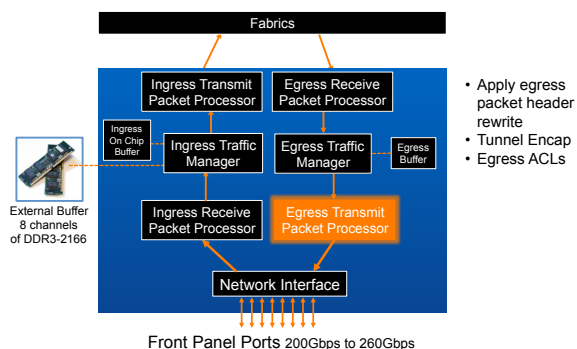 Fabrics
Ingress Transmit
Packet Processor
Egress Receive
Packet Processor
• Apply egress
packet header
rewrite
• Tunnel Encap
• Egress ACLs
Ingress
On Chip
Buffer
Ingress Traffic
Manager
Egress Traffic
Manager
Egress
Buffer
External Buffer
8 channels
of DDR3-2166
Ingress Receive
Packet Processor
Egress Transmit
Packet Processor
Network Interface
Front Panel Ports 200Gbps to 260Gbps